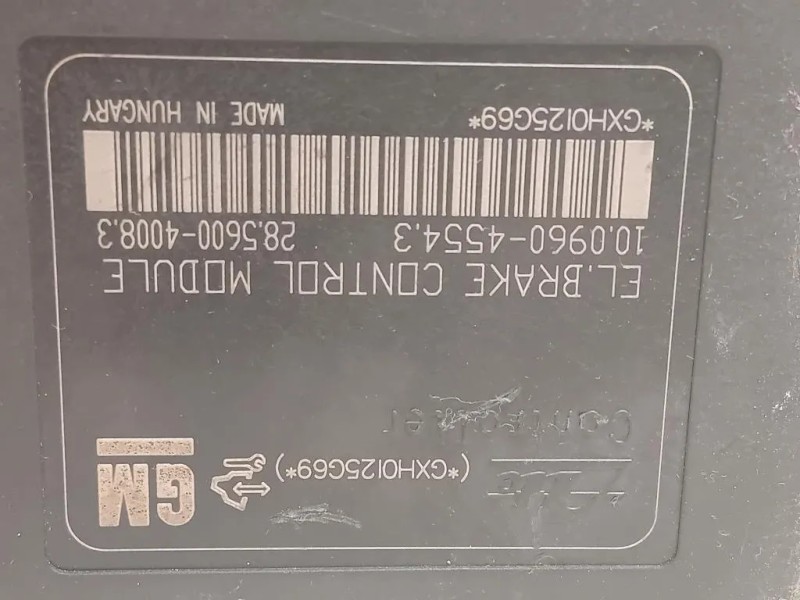 GM
(*GXH0125G69*)
EL.BRAKE CONTROL MODULE
10.0960-4554.3 28.5600-4008.3
*GXH0125G69* MADE IN HUNGARY